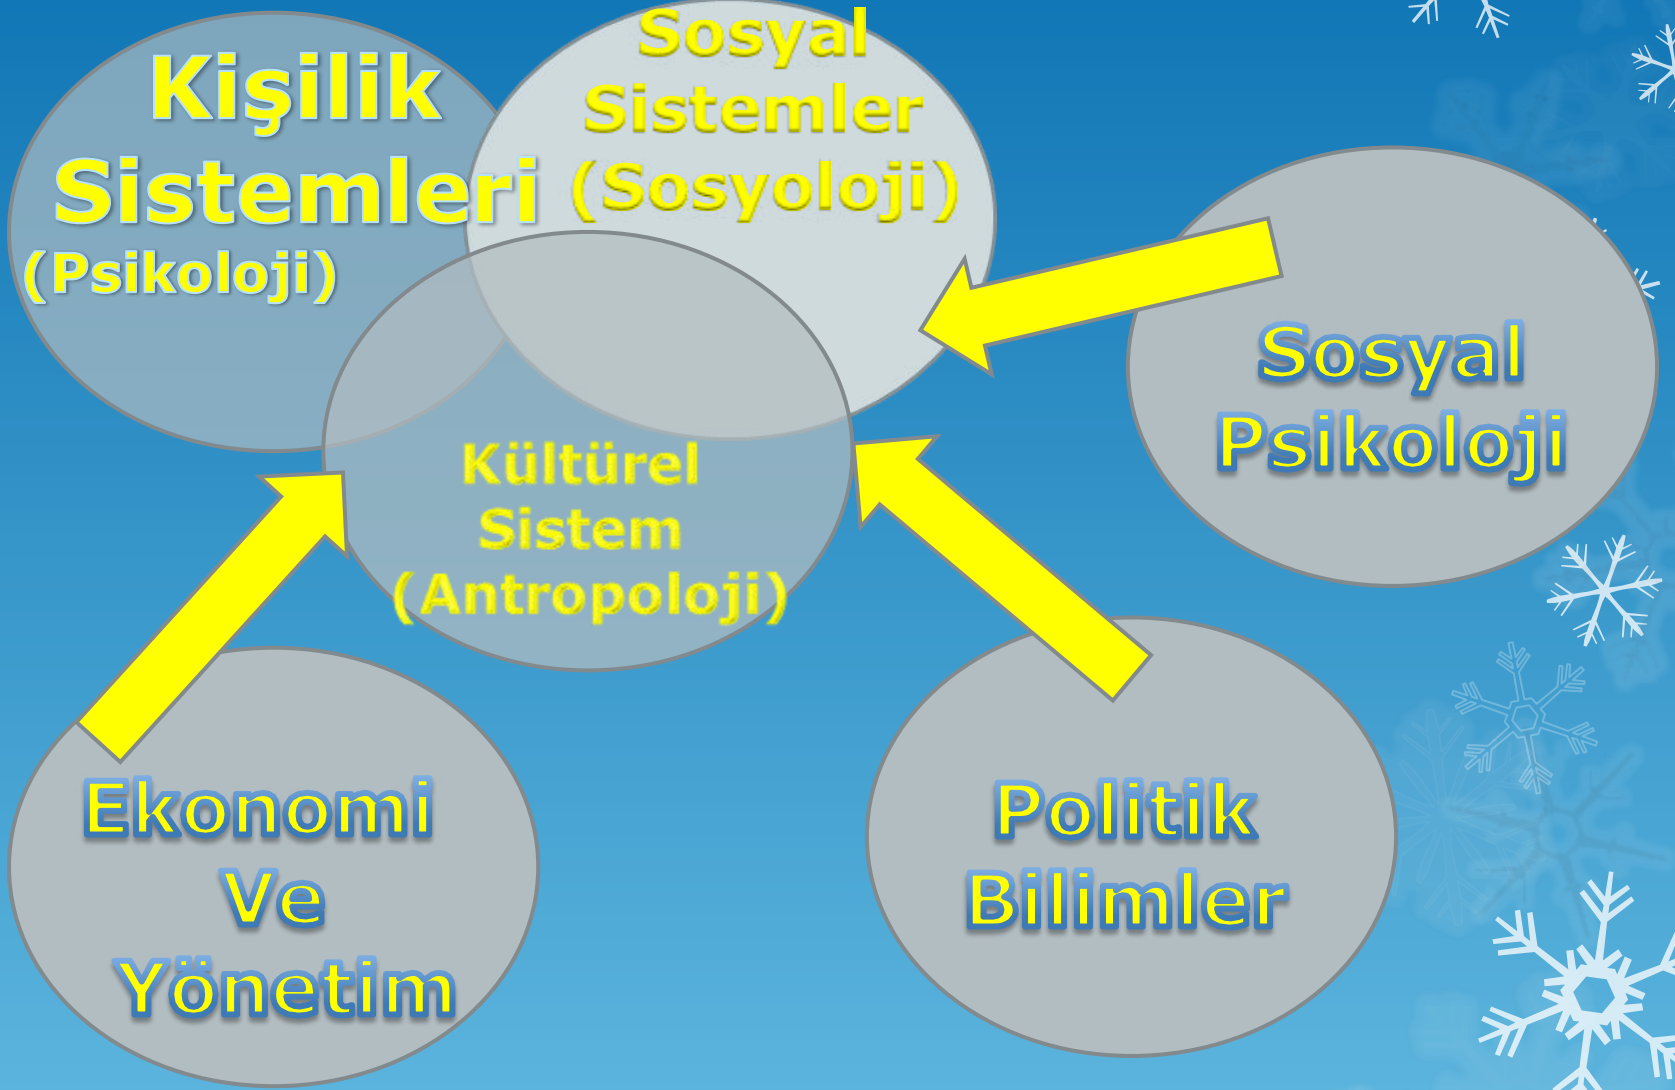 Kişilik
Sistemleri
(Psikoloji)
Sosyal
Sistemler
(Sosyoloji)
Kültürel
Sistem
(Antropoloji)
Sosyal
Psikoloji
Ekonomi
Ve
Yönetim
Politik
Bilimler